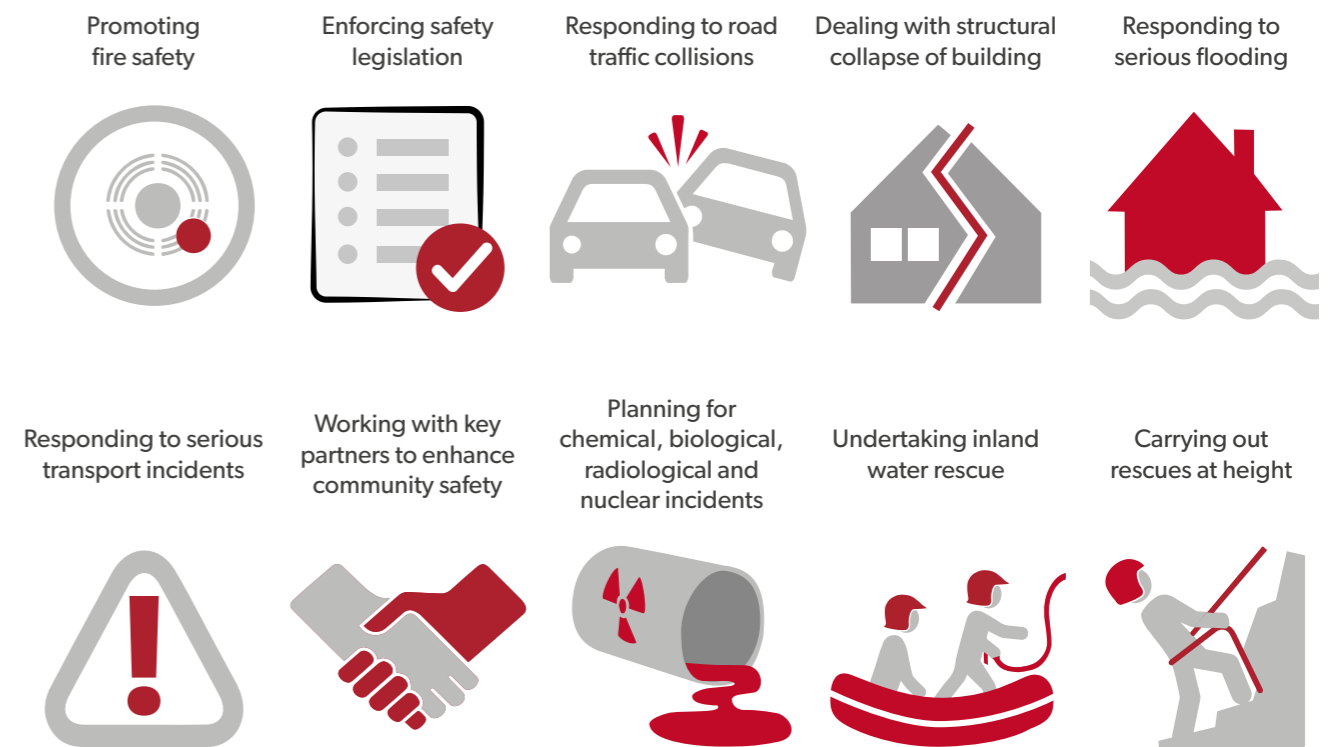 Promoting
fire safety
Enforcing safety
legislation
Responding to road
traffic collisions
Dealing with structural
collapse of building
Responding to
serious flooding
Responding to serious
transport incidents
Working with key
partners to enhance
community safety
Planning for
chemical, biological,
radiological and
nuclear incidents
Undertaking inland
water rescue
Carrying out
rescues at height